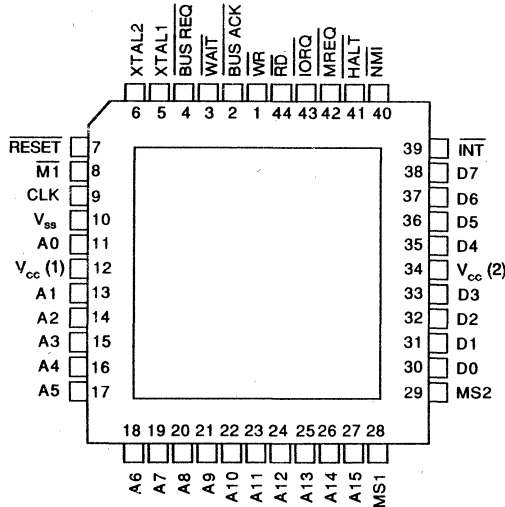 XTAL2 XTAL1 BUS REQ WAIT BUS ACK WR RD IORQ MREQ HALT NMI
6 5 4 3 2 1 44 43 42 41 40
RESET 7
M1 8
CLK 9
Vss 10
A0 11
Vcc (1) 12
A1 13
A2 14
A3 15
A4 16
A5 17
39 INT
38 D7
37 D6
36 D5
35 D4
34 Vcc (2)
33 D3
32 D2
31 D1
30 D0
29 MS2
18 19 20 21 22 23 24 25 26 27 28
A6 A7 A8 A9 A10 A11 A12 A13 A14 A15 MS1